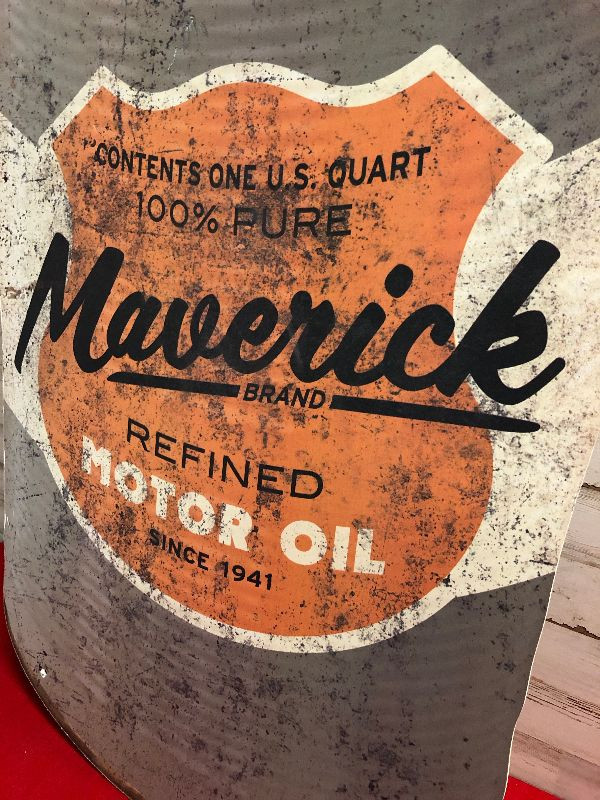 CONTENTS ONE U.S. QUART
100% PURE
Maverick
BRAND
REFINED
MOTOR OIL
SINCE 1941